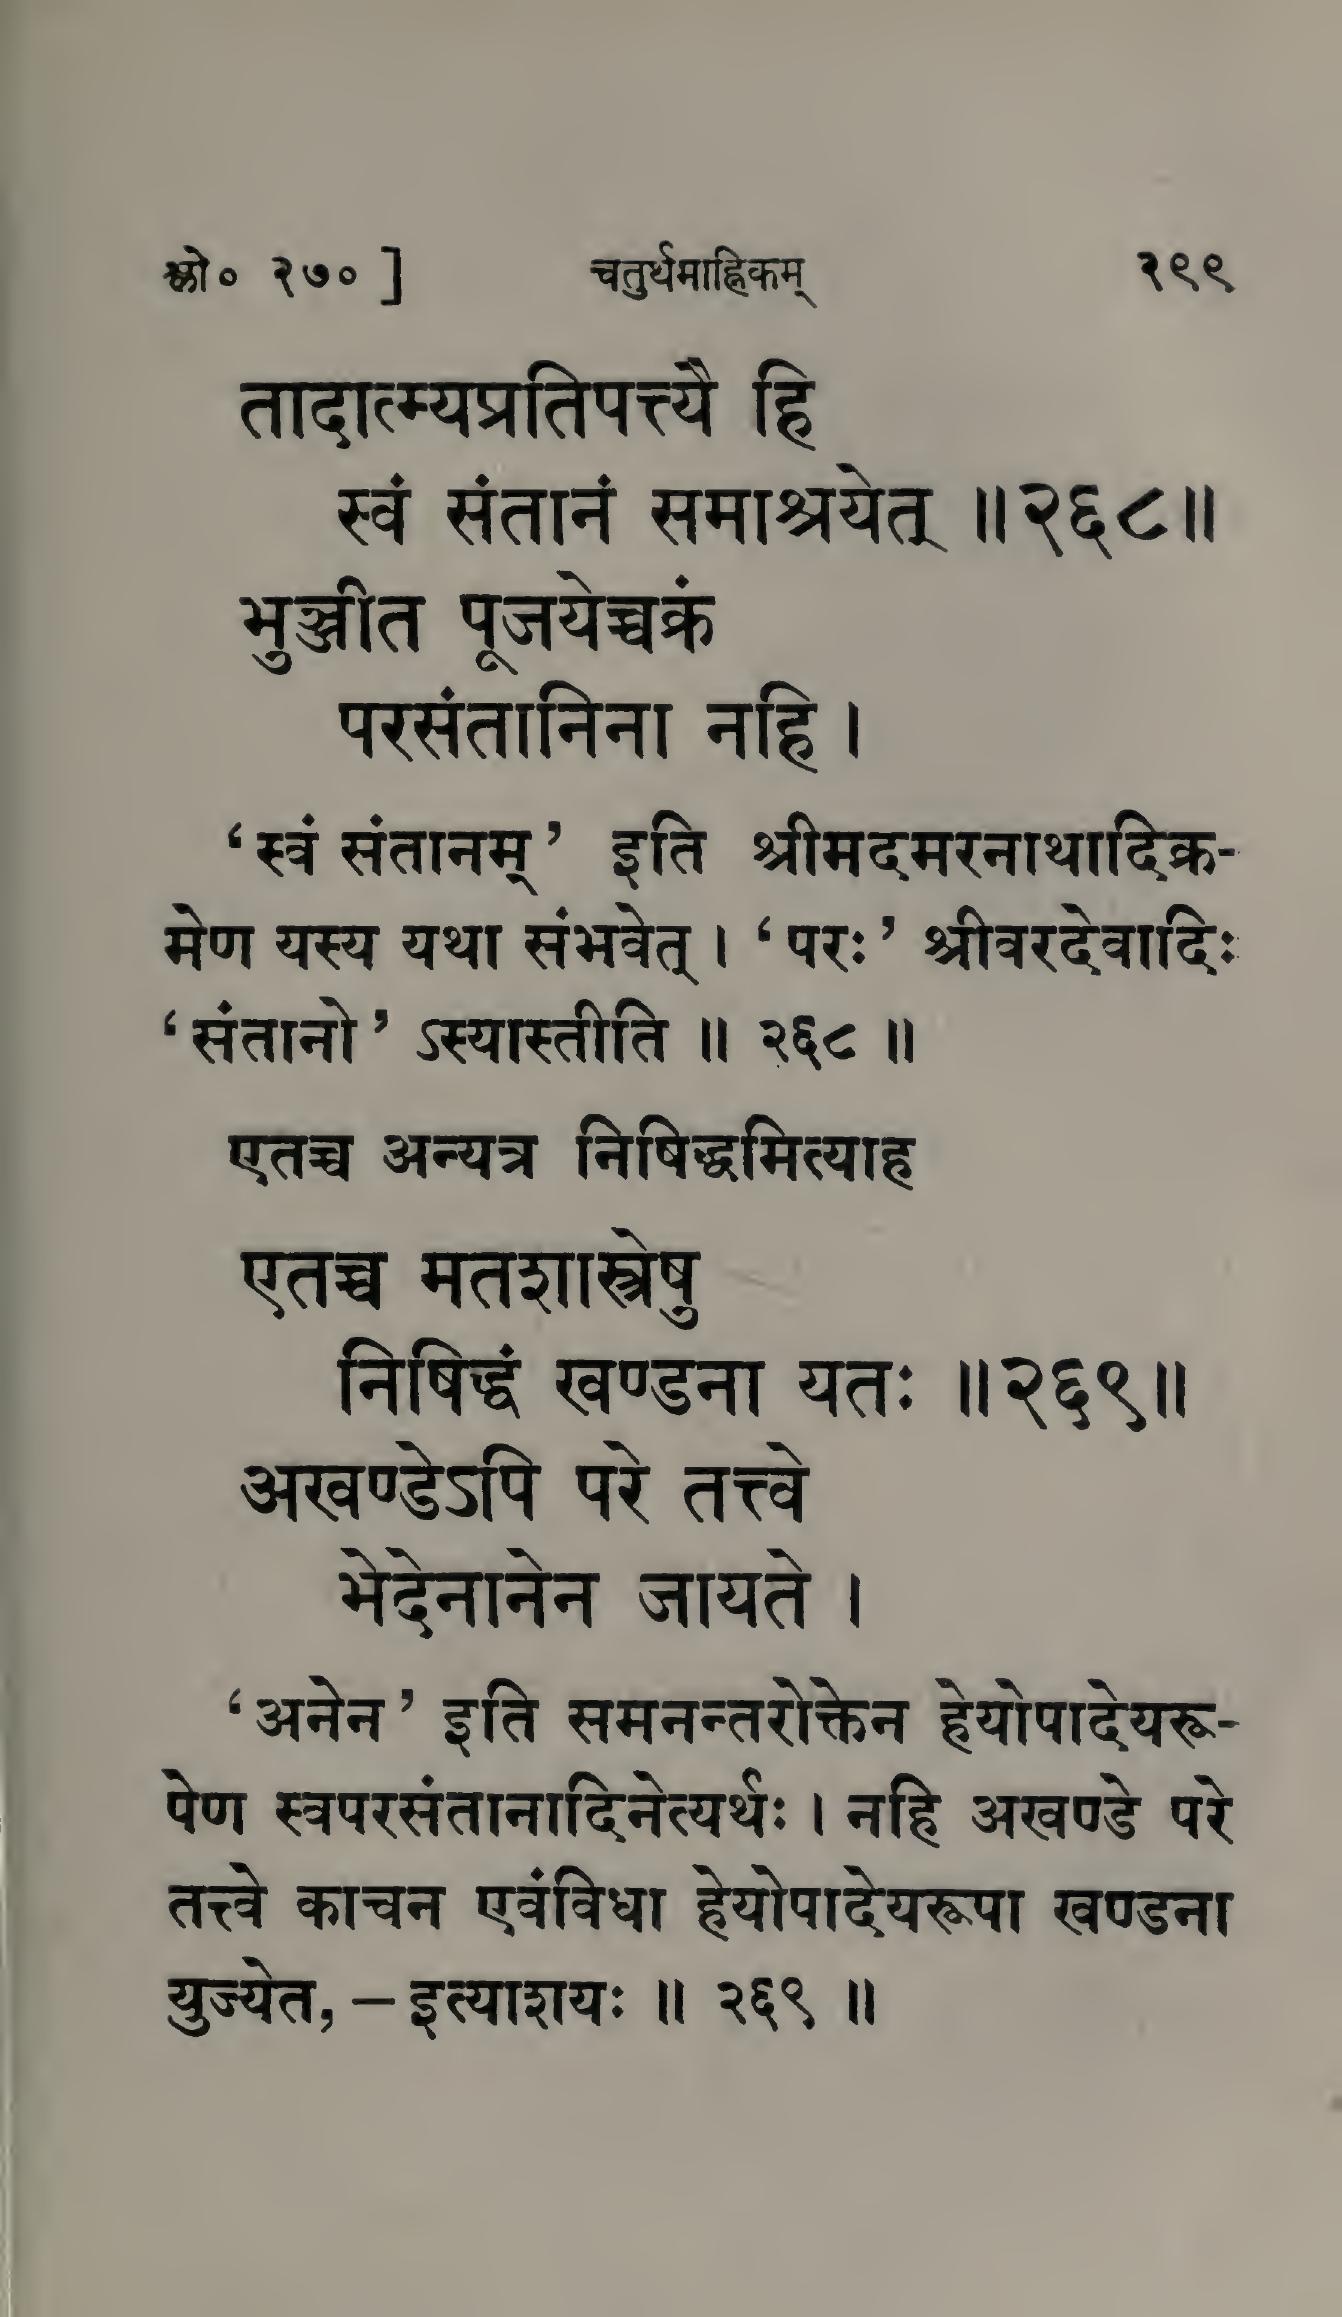 श्लो० २७० ] चतुर्थमाह्निकम् २९९
तादात्म्यप्रतिपत्त्यै हि
स्वं संतानं समाश्रयेत् ॥२६८॥
भुञ्जीत पूजयेच्चक्रं
परसंतानिना नहि ।
‘स्वं संतानम्’ इति श्रीमदमरनाथादिक्र-
मेण यस्य यथा संभवेत् । ‘परः’ श्रीवरदेवादिः
‘संतानो’ ऽस्यास्तीति ॥ २६८ ॥
एतच्च अन्यत्र निषिद्धमित्याह
एतच्च मतशास्त्रेषु
निषिद्धं खण्डना यतः ॥२६९॥
अखण्डेऽपि परे तत्त्वे
भेदेनानेन जायते ।
‘अनेन’ इति समनन्तरोक्तेन हेयोपादेयरू-
पेण स्वपरसंतानादिनेत्यर्थः । नहि अखण्डे परे
तत्त्वे काचन एवंविधा हेयोपादेयरूपा खण्डना
युज्येत, – इत्याशयः ॥ २६९ ॥